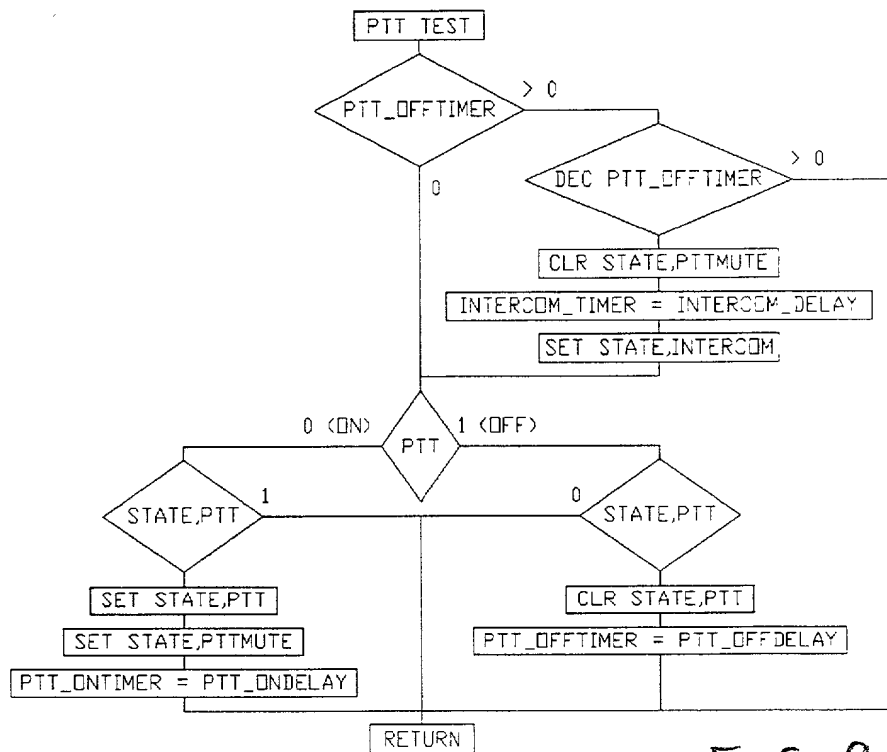 PTT TEST
> 0
PTT_OFFTIMER
> 0
0
DEC PTT_OFFTIMER
CLR STATE,PTTMUTE
INTERCOM_TIMER = INTERCOM_DELAY
SET STATE,INTERCOM
0 (ON)
1 (OFF)
PTT
1
0
STATE,PTT
STATE,PTT
SET STATE,PTT
CLR STATE,PTT
SET STATE,PTTMUTE
PTT_OFFTIMER = PTT_OFFDELAY
PTT_ONTIMER = PTT_ONDELAY
RETURN